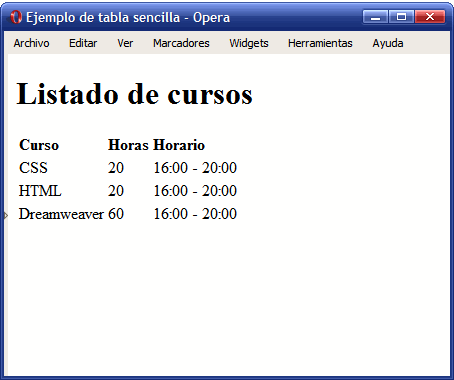 Ejemplo de tabla sencilla - Opera
Archivo Editar Ver Marcadores Widgets Herramientas Ayuda
Listado de cursos
Curso Horas Horario
CSS 20 16:00 - 20:00
HTML 20 16:00 - 20:00
Dreamweaver 60 16:00 - 20:00